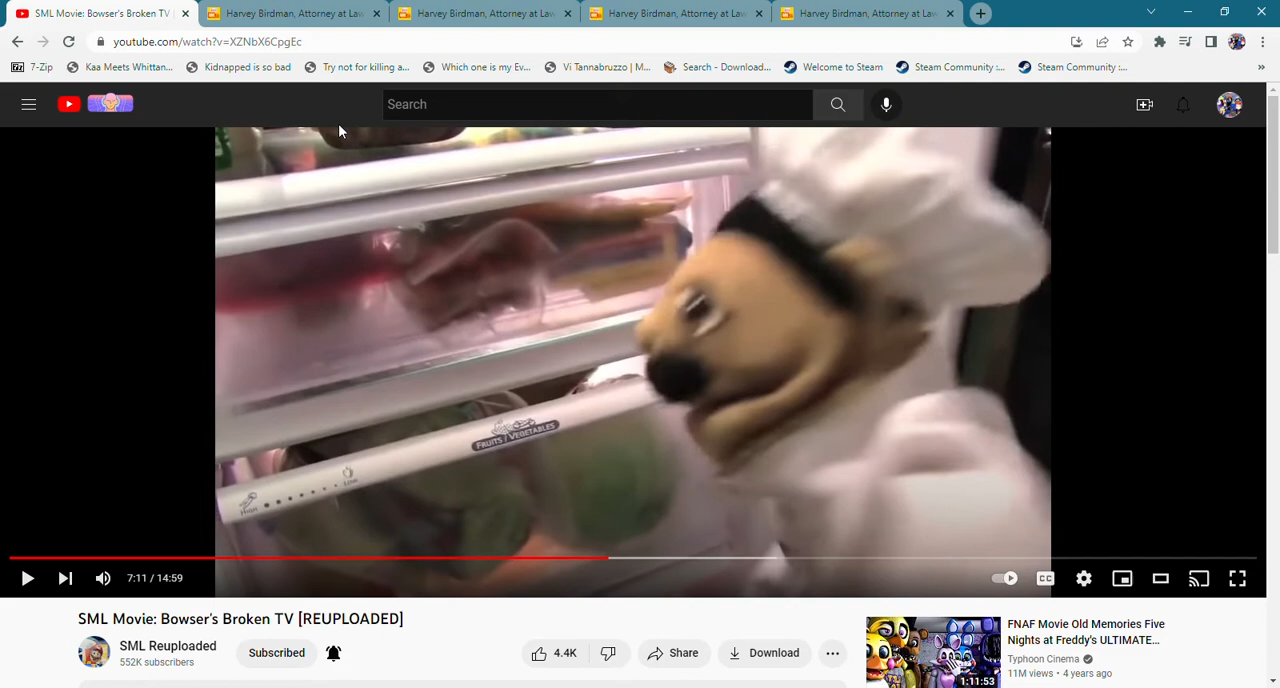 SML Movie: Bowser's Broken TV
Harvey Birdman, Attorney at Law
Harvey Birdman, Attorney at Law
Harvey Birdman, Attorney at Law
Harvey Birdman, Attorney at Law
youtube.com/watch?v=XZNbX6CpgEc
7-Zip
Kaa Meets Whittan...
Kidnapped is so bad
Try not for killing a...
Which one is my Ev...
Vi Tannabruzzo | M...
Search - Download...
Welcome to Steam
Steam Community :...
Steam Community :...
Search
FRUITS / VEGETABLES
HIGH
LOW
7:11 / 14:59
CC
SML Movie: Bowser's Broken TV [REUPLOADED]
SML Reuploaded
552K subscribers
Subscribed
4.4K
Share
Download
FNAF Movie Old Memories Five
Nights at Freddy's ULTIMATE...
Typhoon Cinema
11M views • 4 years ago
1:11:53